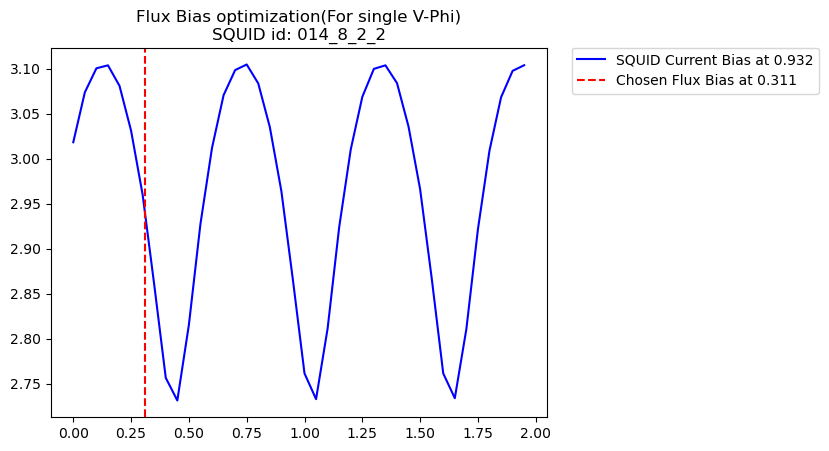 Flux Bias optimization(For single V-Phi)
SQUID id: 014_8_2_2
SQUID Current Bias at 0.932
Chosen Flux Bias at 0.311
3.10
3.05
3.00
2.95
2.90
2.85
2.80
2.75
0.00 0.25 0.50 0.75 1.00 1.25 1.50 1.75 2.00